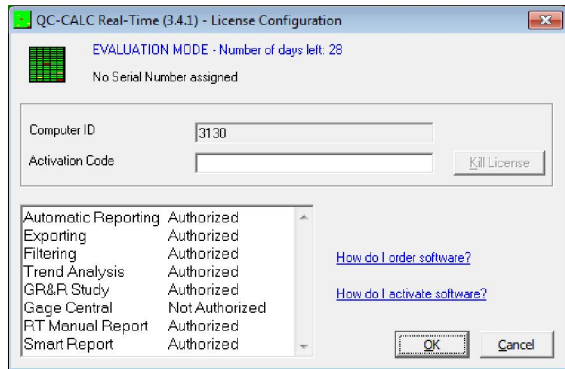 QC-CALC Real-Time (3.4.1) - License Configuration
EVALUATION MODE - Number of days left: 28
No Serial Number assigned
Computer ID 3130
Activation Code Kill License
Automatic Reporting Authorized
Exporting Authorized
Filtering Authorized
Trend Analysis Authorized
GR&R Study Authorized
Gage Central Not Authorized
RT Manual Report Authorized
Smart Report Authorized
How do I order software?
How do I activate software?
OK Cancel